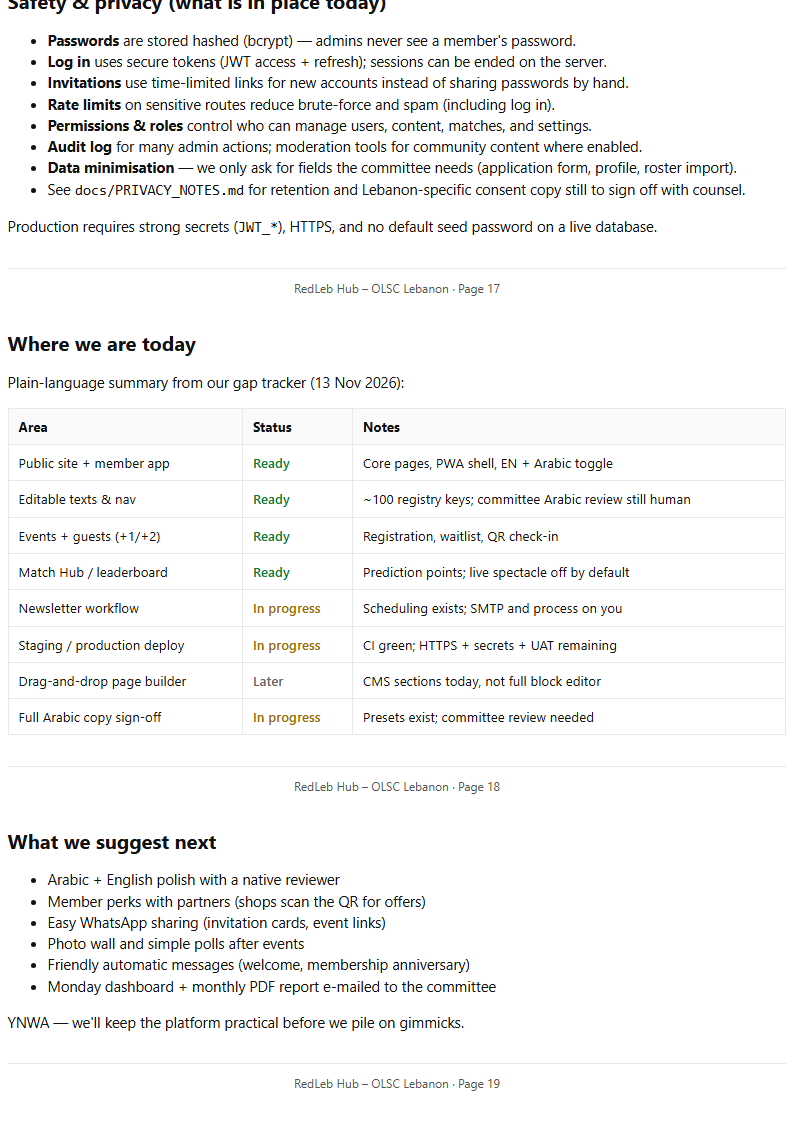 Safety & privacy (what is in place today)
• Passwords are stored hashed (bcrypt) — admins never see a member's password.
• Log in uses secure tokens (JWT access + refresh); sessions can be ended on the server.
• Invitations use time-limited links for new accounts instead of sharing passwords by hand.
• Rate limits on sensitive routes reduce brute-force and spam (including log in).
• Permissions & roles control who can manage users, content, matches, and settings.
• Audit log for many admin actions; moderation tools for community content where enabled.
• Data minimisation — we only ask for fields the committee needs (application form, profile, roster import).
• See docs/PRIVACY_NOTES.md for retention and Lebanon-specific consent copy still to sign off with counsel.
Production requires strong secrets (JWT_*), HTTPS, and no default seed password on a live database.
RedLeb Hub – OLSC Lebanon · Page 17
Where we are today
Plain-language summary from our gap tracker (13 Nov 2026):
Area Status Notes
Public site + member app Ready Core pages, PWA shell, EN + Arabic toggle
Editable texts & nav Ready ~100 registry keys; committee Arabic review still human
Events + guests (+1/+2) Ready Registration, waitlist, QR check-in
Match Hub / leaderboard Ready Prediction points; live spectacle off by default
Newsletter workflow In progress Scheduling exists; SMTP and process on you
Staging / production deploy In progress CI green; HTTPS + secrets + UAT remaining
Drag-and-drop page builder Later CMS sections today, not full block editor
Full Arabic copy sign-off In progress Presets exist; committee review needed
RedLeb Hub – OLSC Lebanon · Page 18
What we suggest next
• Arabic + English polish with a native reviewer
• Member perks with partners (shops scan the QR for offers)
• Easy WhatsApp sharing (invitation cards, event links)
• Photo wall and simple polls after events
• Friendly automatic messages (welcome, membership anniversary)
• Monday dashboard + monthly PDF report e-mailed to the committee
YNWA — we'll keep the platform practical before we pile on gimmicks.
RedLeb Hub – OLSC Lebanon · Page 19